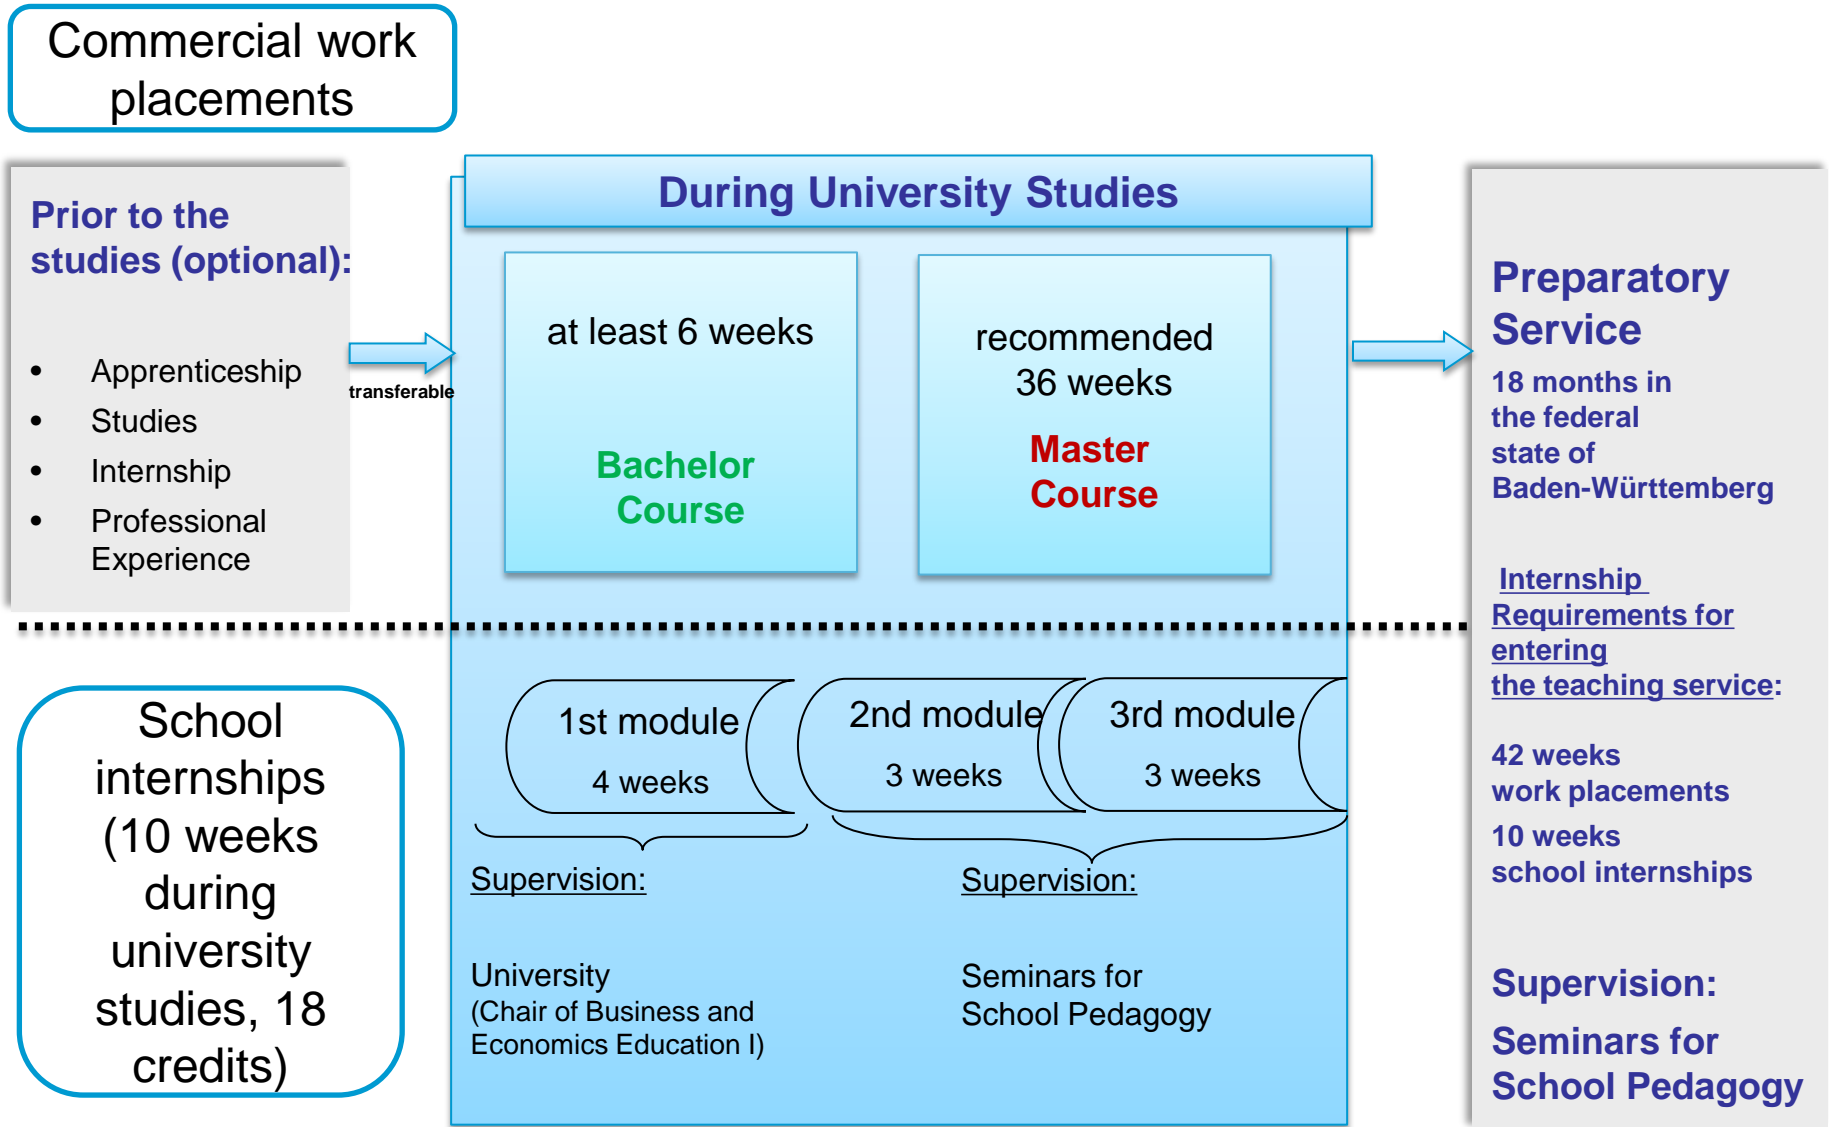 Commercial work
placements
Prior to the
studies (optional):
• Apprenticeship
• Studies
• Internship
• Professional
Experience
transferable
During University Studies
at least 6 weeks
Bachelor
Course
recommended
36 weeks
Master
Course
Preparatory
Service
18 months in
the federal
state of
Baden-Württemberg
Internship
Requirements for
entering
the teaching service:
42 weeks
work placements
10 weeks
school internships
Supervision:
Seminars for
School Pedagogy
School
internships
(10 weeks
during
university
studies, 18
credits)
1st module
4 weeks
2nd module
3 weeks
3rd module
3 weeks
Supervision:
University
(Chair of Business and
Economics Education I)
Supervision:
Seminars for
School Pedagogy